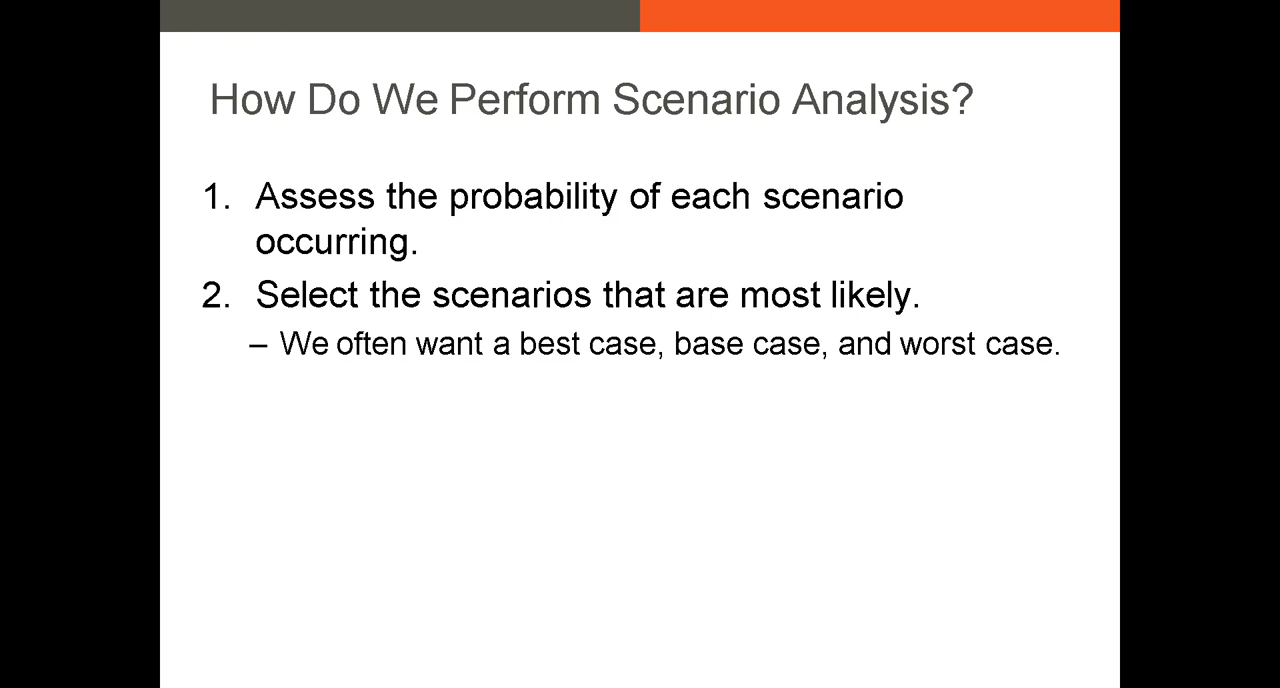 How Do We Perform Scenario Analysis?
1. Assess the probability of each scenario
occurring.
2. Select the scenarios that are most likely.
– We often want a best case, base case, and worst case.